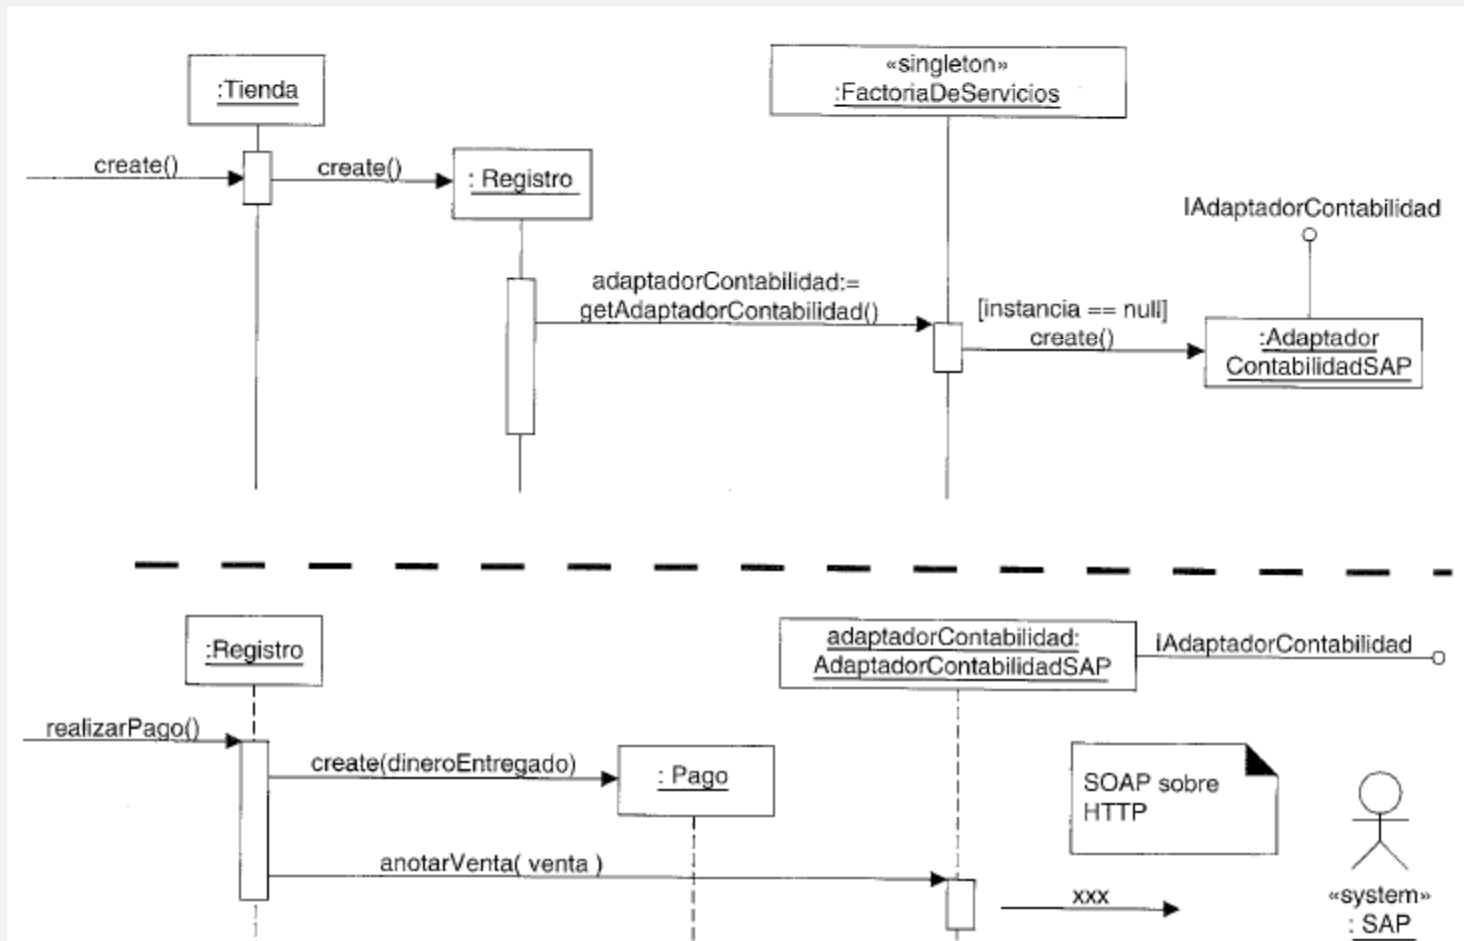 «singleton»
:FactoriaDeServicios
:Tienda
create()
create()
: Registro
IAdaptadorContabilidad
adaptadorContabilidad:=
getAdaptadorContabilidad()
[instancia == null]
create()
:Adaptador
ContabilidadSAP
:Registro
adaptadorContabilidad:
AdaptadorContabilidadSAP
IAdaptadorContabilidad
realizarPago()
create(dineroEntregado)
: Pago
SOAP sobre
HTTP
anotarVenta( venta )
xxx
«system»
: SAP